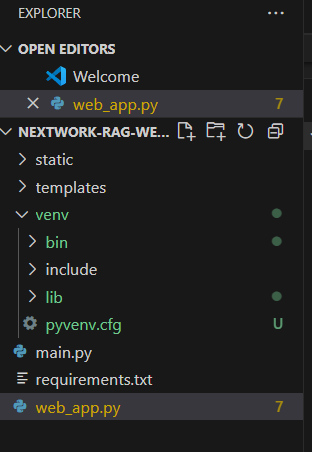 EXPLORER
OPEN EDITORS
Welcome
web_app.py 7
NEXTWORK-RAG-WE...
static
templates
venv
bin
include
lib
pyvenv.cfg U
main.py
requirements.txt
web_app.py 7